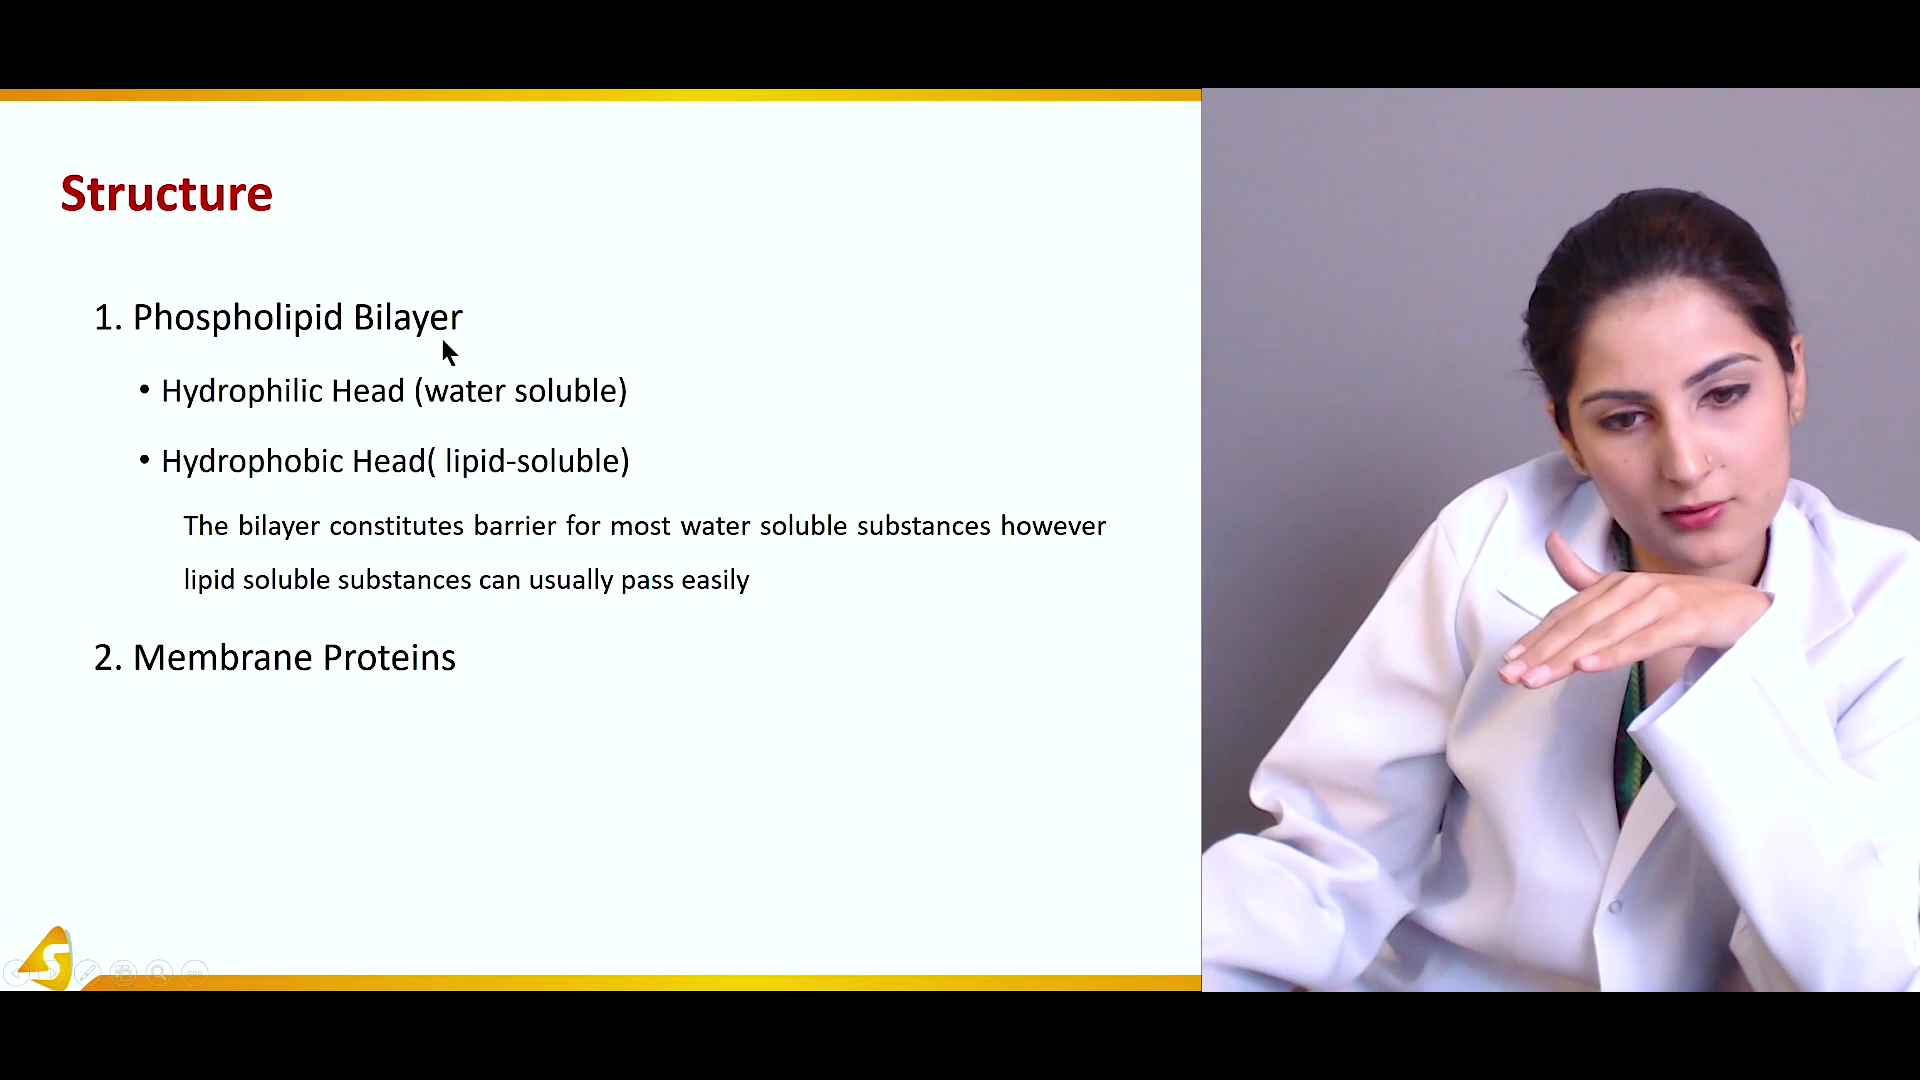 Structure
1. Phospholipid Bilayer
• Hydrophilic Head (water soluble)
• Hydrophobic Head( lipid-soluble)
The bilayer constitutes barrier for most water soluble substances however
lipid soluble substances can usually pass easily
2. Membrane Proteins
S